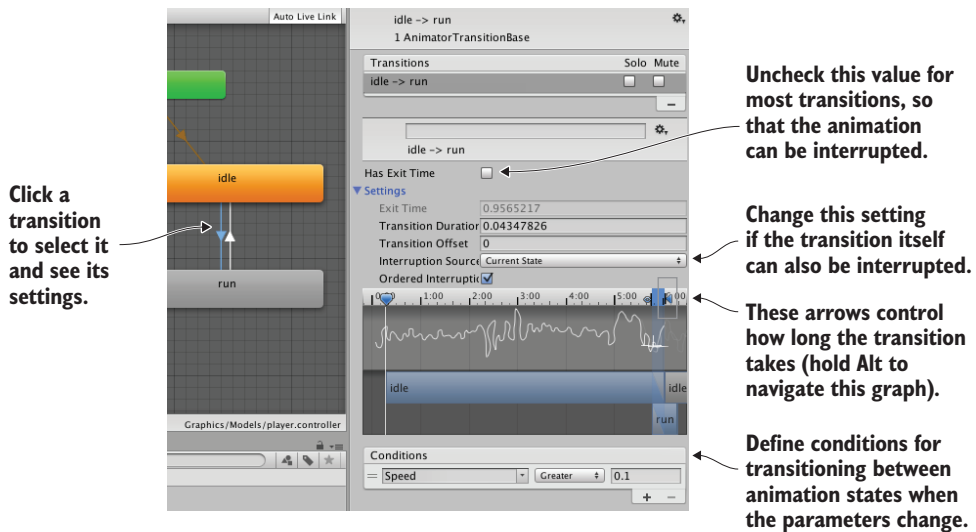 Click a
transition
to select it
and see its
settings.
Auto Live Link
idle
run
Graphics/Models/player.controller
idle -> run
1 AnimatorTransitionBase
Transitions
Solo Mute
idle -> run
idle -> run
Has Exit Time
Settings
Exit Time 0.9565217
Transition Duration 0.04347826
Transition Offset 0
Interruption Source Current State
Ordered Interruptic
1:00 2:00 3:00 4:00 5:00
idle
idle
run
Conditions
Speed Greater 0.1
Uncheck this value for
most transitions, so
that the animation
can be interrupted.
Change this setting
if the transition itself
can also be interrupted.
These arrows control
how long the transition
takes (hold Alt to
navigate this graph).
Define conditions for
transitioning between
animation states when
the parameters change.